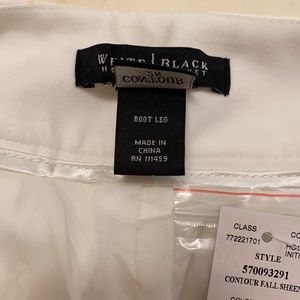 WHITE BLACK
CONTOUR
BOOT LEG
MADE IN
CHINA
RN 111459
CLASS
772221701
STYLE
570093291
CONTOUR FALL SHEEN